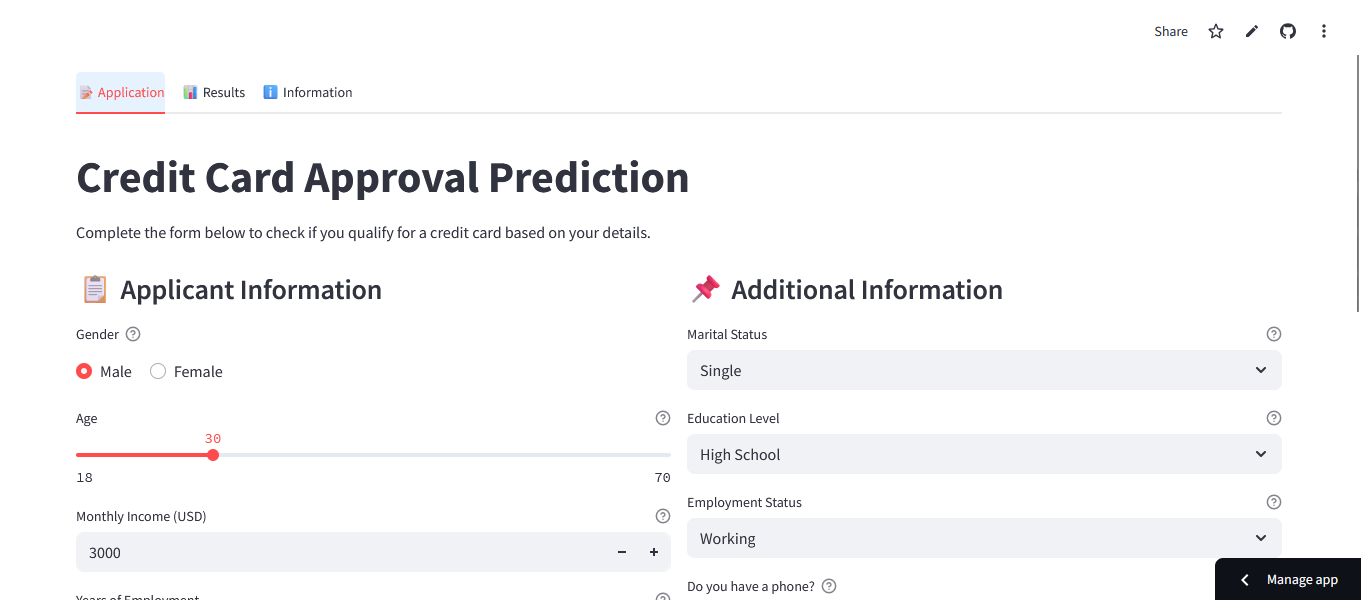 Share
Application
Results
Information
Credit Card Approval Prediction
Complete the form below to check if you qualify for a credit card based on your details.
Applicant Information
Gender
Male
Female
Age
30
18
70
Monthly Income (USD)
3000
Years of Employment
Additional Information
Marital Status
Single
Education Level
High School
Employment Status
Working
Do you have a phone?
Manage app